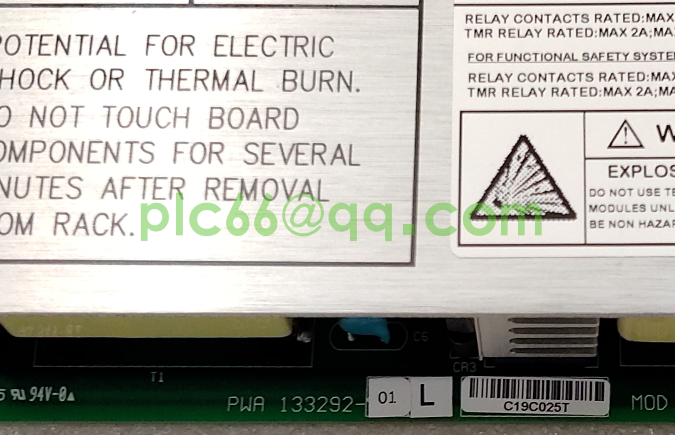 RELAY CONTACTS RATED:MAX
TMR RELAY RATED:MAX 2A;MA
FOR FUNCTIONAL SAFETY SYSTE
RELAY CONTACTS RATED:MAX
TMR RELAY RATED:MAX 2A;MA
POTENTIAL FOR ELECTRIC
HOCK OR THERMAL BURN.
O NOT TOUCH BOARD
OMPONENTS FOR SEVERAL
NUTES AFTER REMOVAL
OM RACK.
W
EXPLOS
DO NOT USE TE
MODULES UNL
BE NON HAZAR
plc66@qq.com
C6
CR3
T1
94V-0
PWA 133292-
01
L
C19C025T
MOD